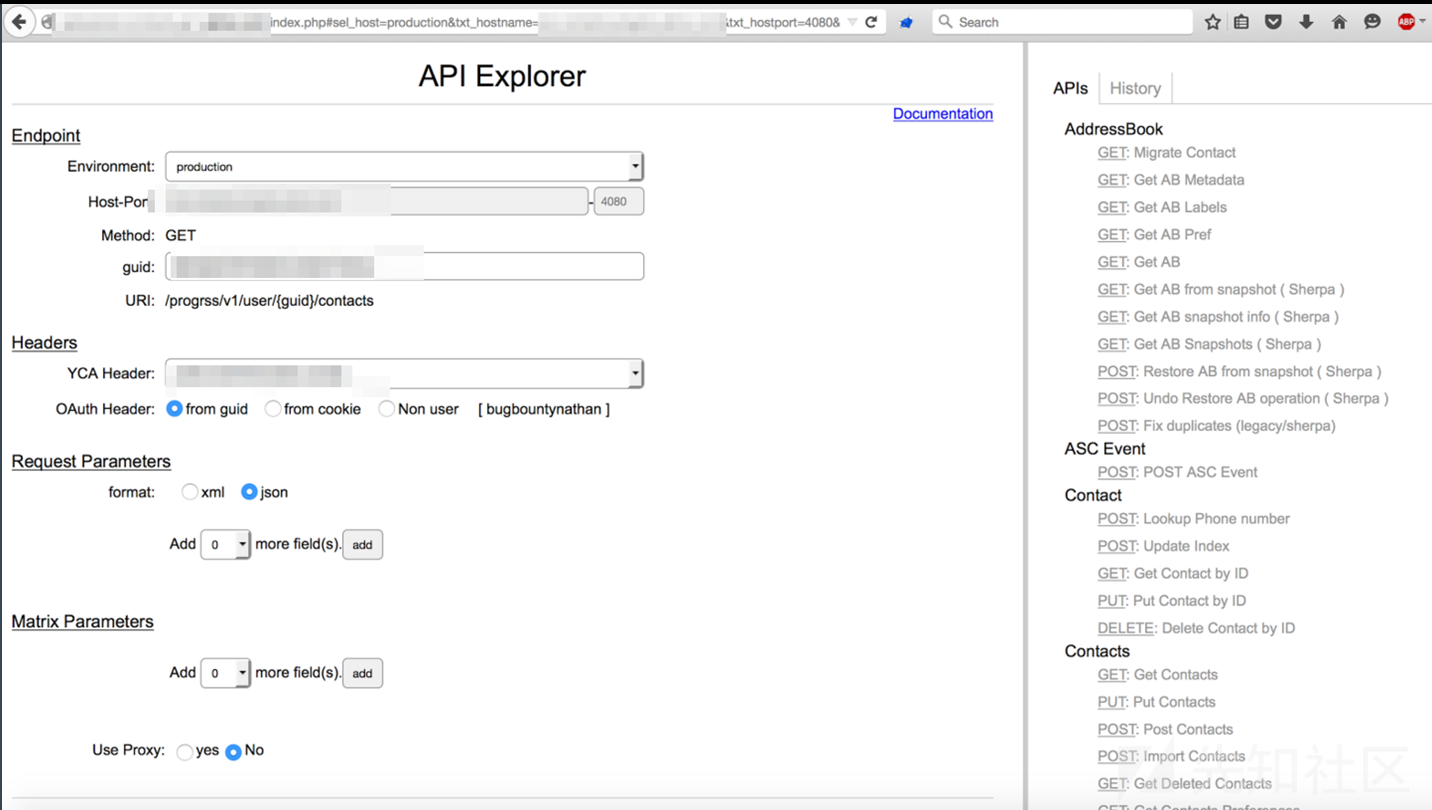 index.php#sel_host=production&txt_hostname=
&txt_hostport=4080&
Search
ABP
API Explorer
Documentation
Endpoint
Environment: production
Host-Port
- 4080
Method: GET
guid:
URI: /progrss/v1/user/{guid}/contacts
Headers
YCA Header:
OAuth Header: from guid from cookie Non user [ bugbountynathan ]
Request Parameters
format: xml json
Add 0 more field(s). add
Matrix Parameters
Add 0 more field(s). add
Use Proxy: yes No
APIs History
AddressBook
GET: Migrate Contact
GET: Get AB Metadata
GET: Get AB Labels
GET: Get AB Pref
GET: Get AB
GET: Get AB from snapshot ( Sherpa )
GET: Get AB snapshot info ( Sherpa )
GET: Get AB Snapshots ( Sherpa )
POST: Restore AB from snapshot ( Sherpa )
POST: Undo Restore AB operation ( Sherpa )
POST: Fix duplicates (legacy/sherpa)
ASC Event
POST: POST ASC Event
Contact
POST: Lookup Phone number
POST: Update Index
GET: Get Contact by ID
PUT: Put Contact by ID
DELETE: Delete Contact by ID
Contacts
GET: Get Contacts
PUT: Put Contacts
POST: Post Contacts
POST: Import Contacts
GET: Get Deleted Contacts
GET: Get Contacts Preferences
先知社区